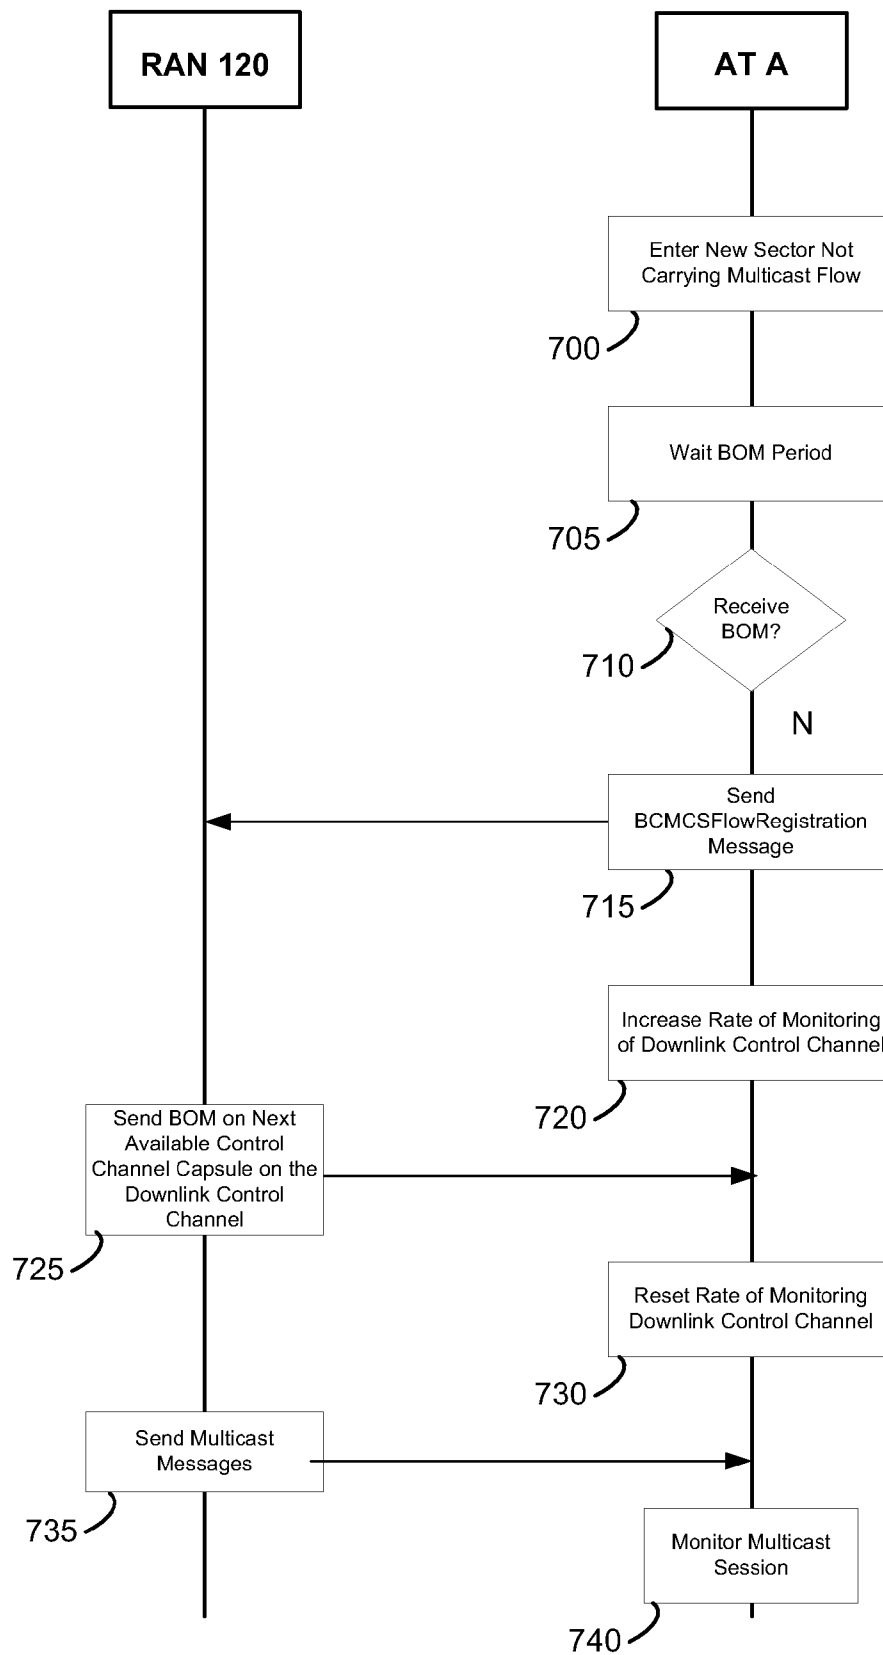 RAN 120
AT A
Enter New Sector Not
Carrying Multicast Flow
700
Wait BOM Period
705
Receive
BOM?
710
N
Send
BCMCSFlowRegistration
Message
715
Increase Rate of Monitoring
of Downlink Control Channel
720
Send BOM on Next
Available Control
Channel Capsule on the
Downlink Control
Channel
725
Reset Rate of Monitoring
Downlink Control Channel
730
Send Multicast
Messages
735
Monitor Multicast
Session
740